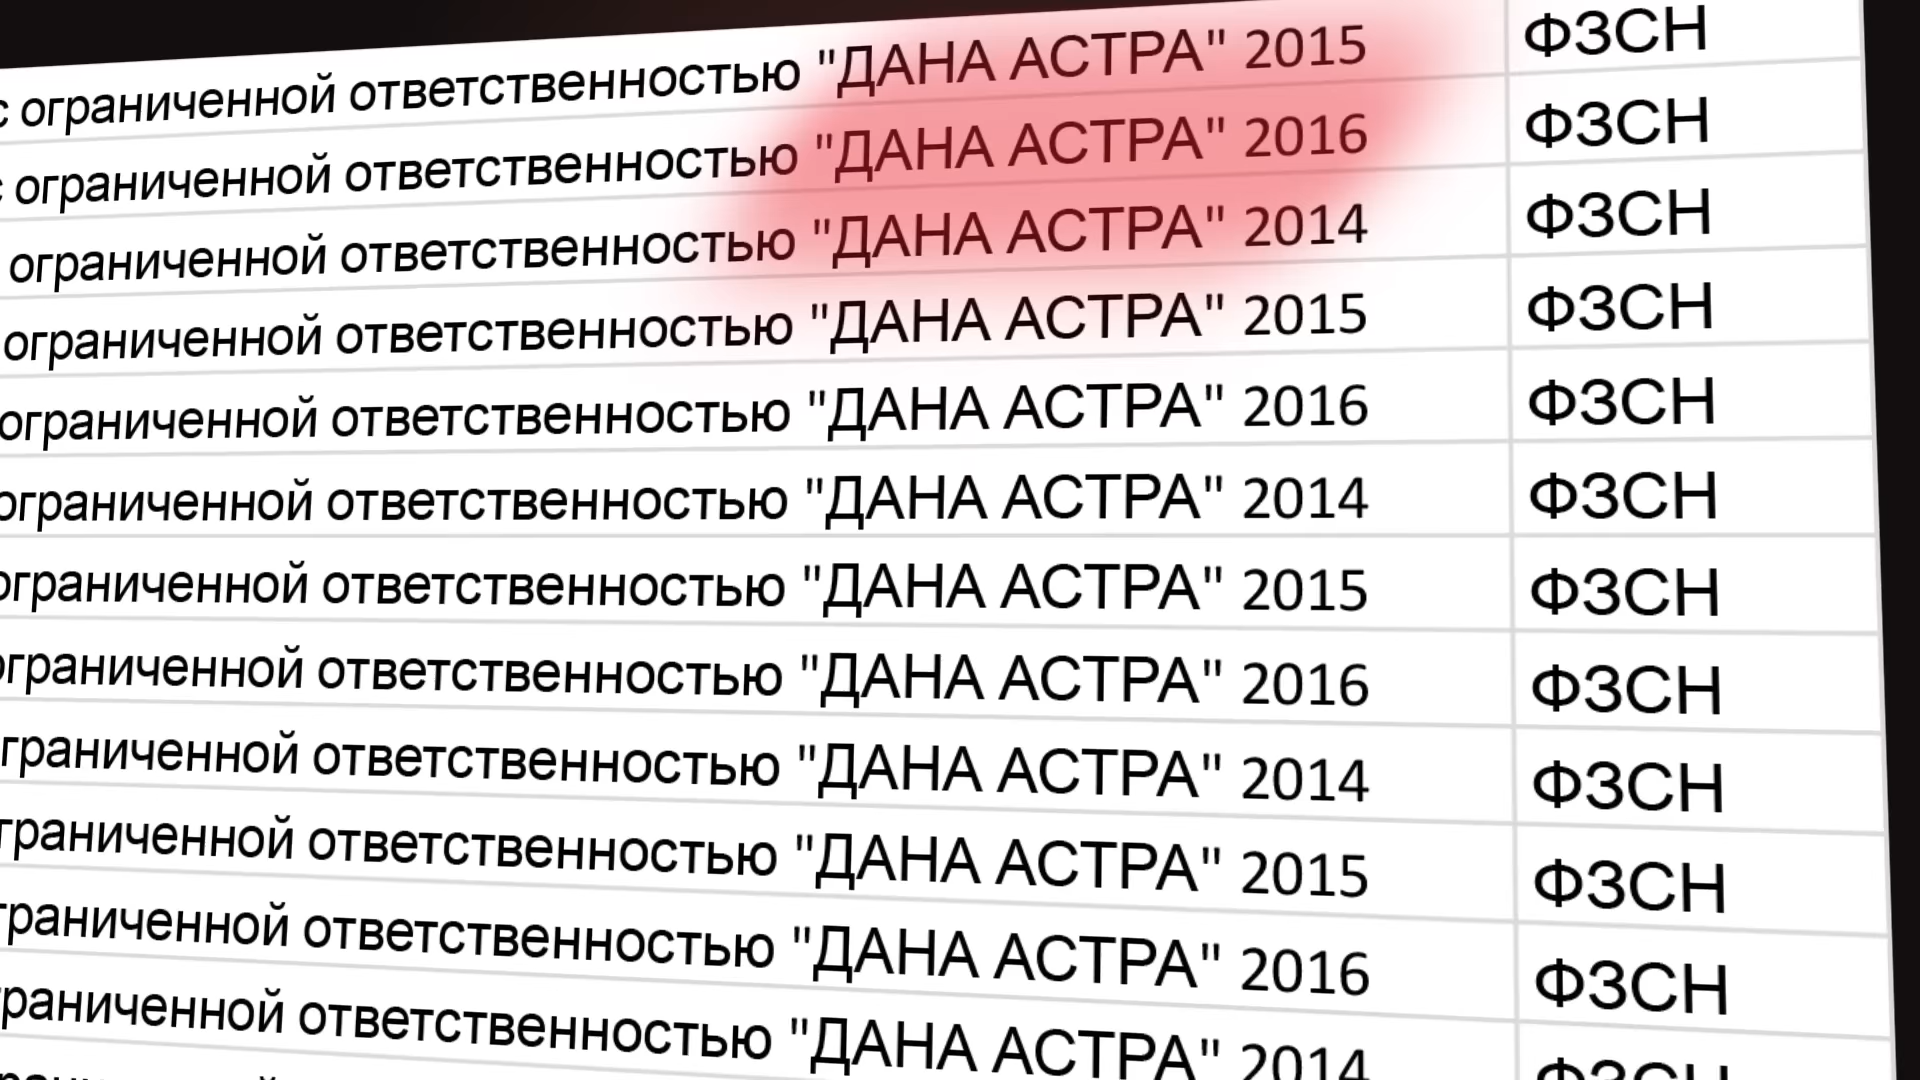 с ограниченной ответственностью "ДАНА АСТРА" 2015 ФЗСН
с ограниченной ответственностью "ДАНА АСТРА" 2016 ФЗСН
ограниченной ответственностью "ДАНА АСТРА" 2014 ФЗСН
ограниченной ответственностью "ДАНА АСТРА" 2015 ФЗСН
ограниченной ответственностью "ДАНА АСТРА" 2016 ФЗСН
ограниченной ответственностью "ДАНА АСТРА" 2014 ФЗСН
ограниченной ответственностью "ДАНА АСТРА" 2015 ФЗСН
ограниченной ответственностью "ДАНА АСТРА" 2016 ФЗСН
граниченной ответственностью "ДАНА АСТРА" 2014 ФЗСН
граниченной ответственностью "ДАНА АСТРА" 2015 ФЗСН
граниченной ответственностью "ДАНА АСТРА" 2016 ФЗСН
раниченной ответственностью "ДАНА АСТРА" 2014 ФЗСН